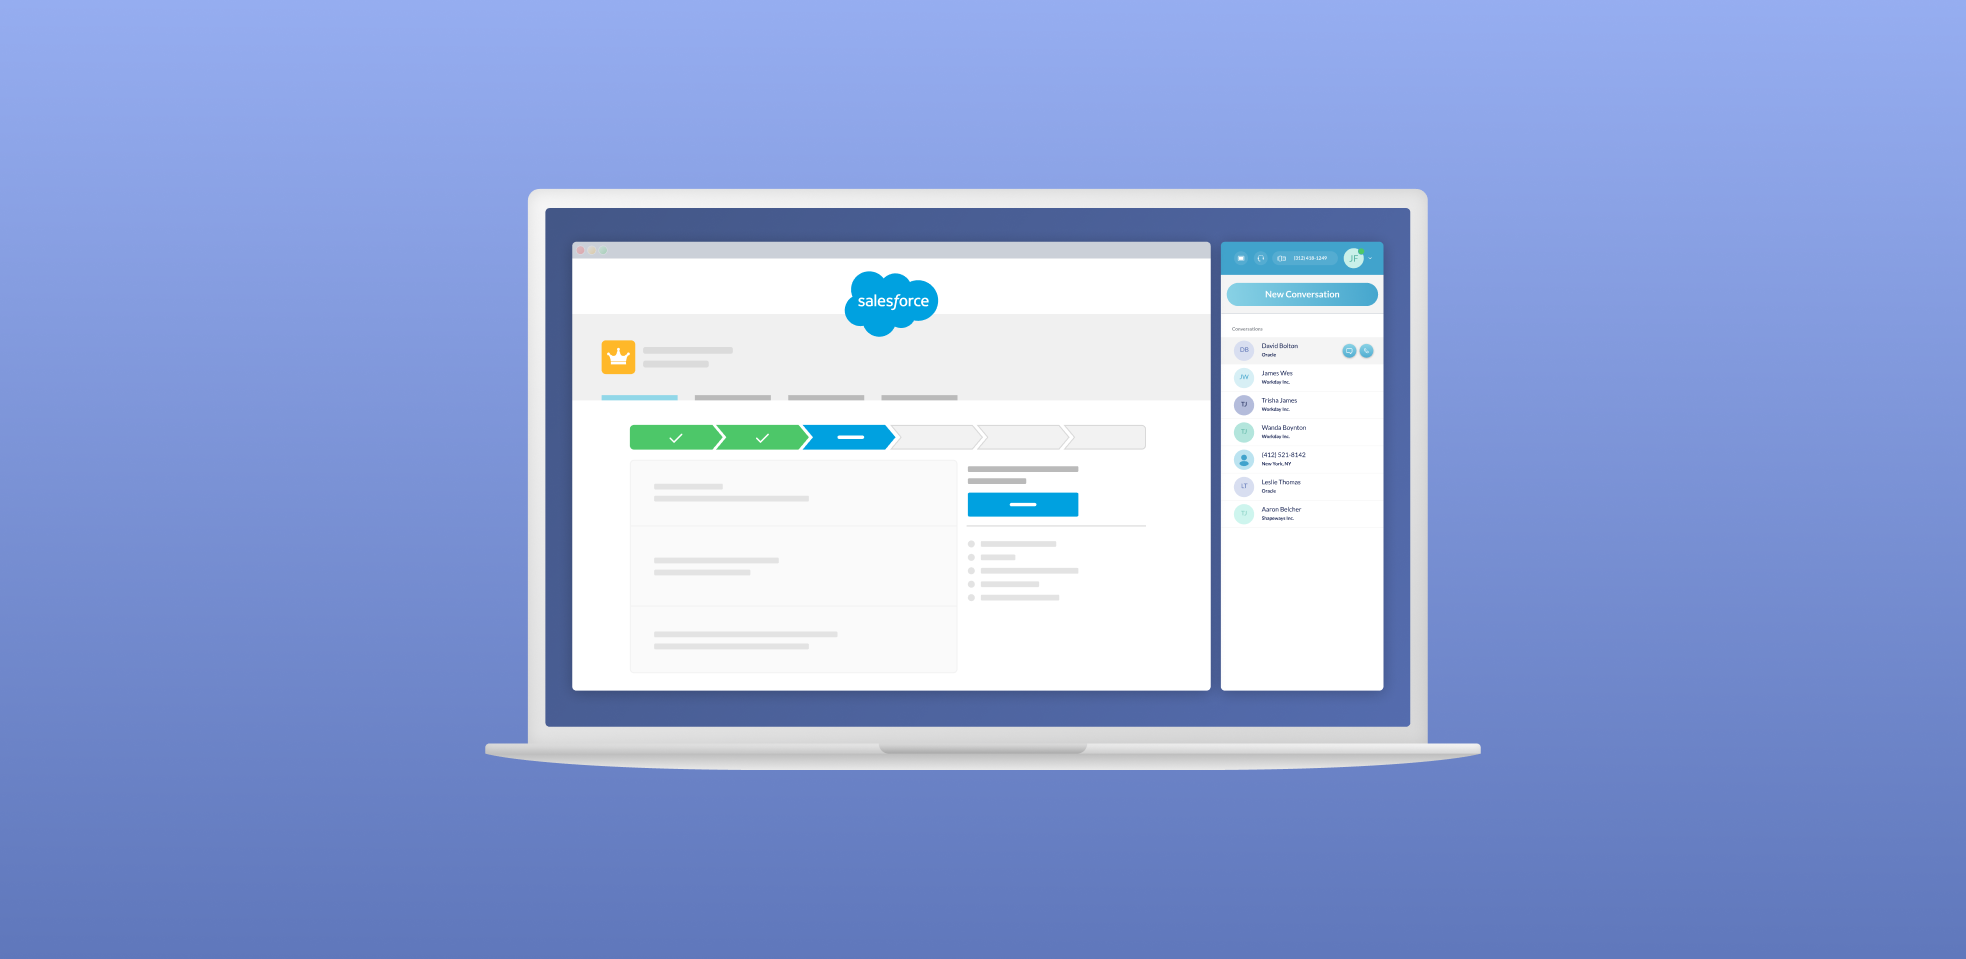 salesforce
(312) 418-1249
JF
New Conversation
Conversations
DB
David Bolton
Oracle
JW
James Wes
Workday Inc.
TJ
Trisha James
Workday Inc.
TJ
Wanda Boynton
Workday Inc.
(412) 521-8142
New York, NY
LT
Leslie Thomas
Oracle
TJ
Aaron Belcher
Shapeways Inc.